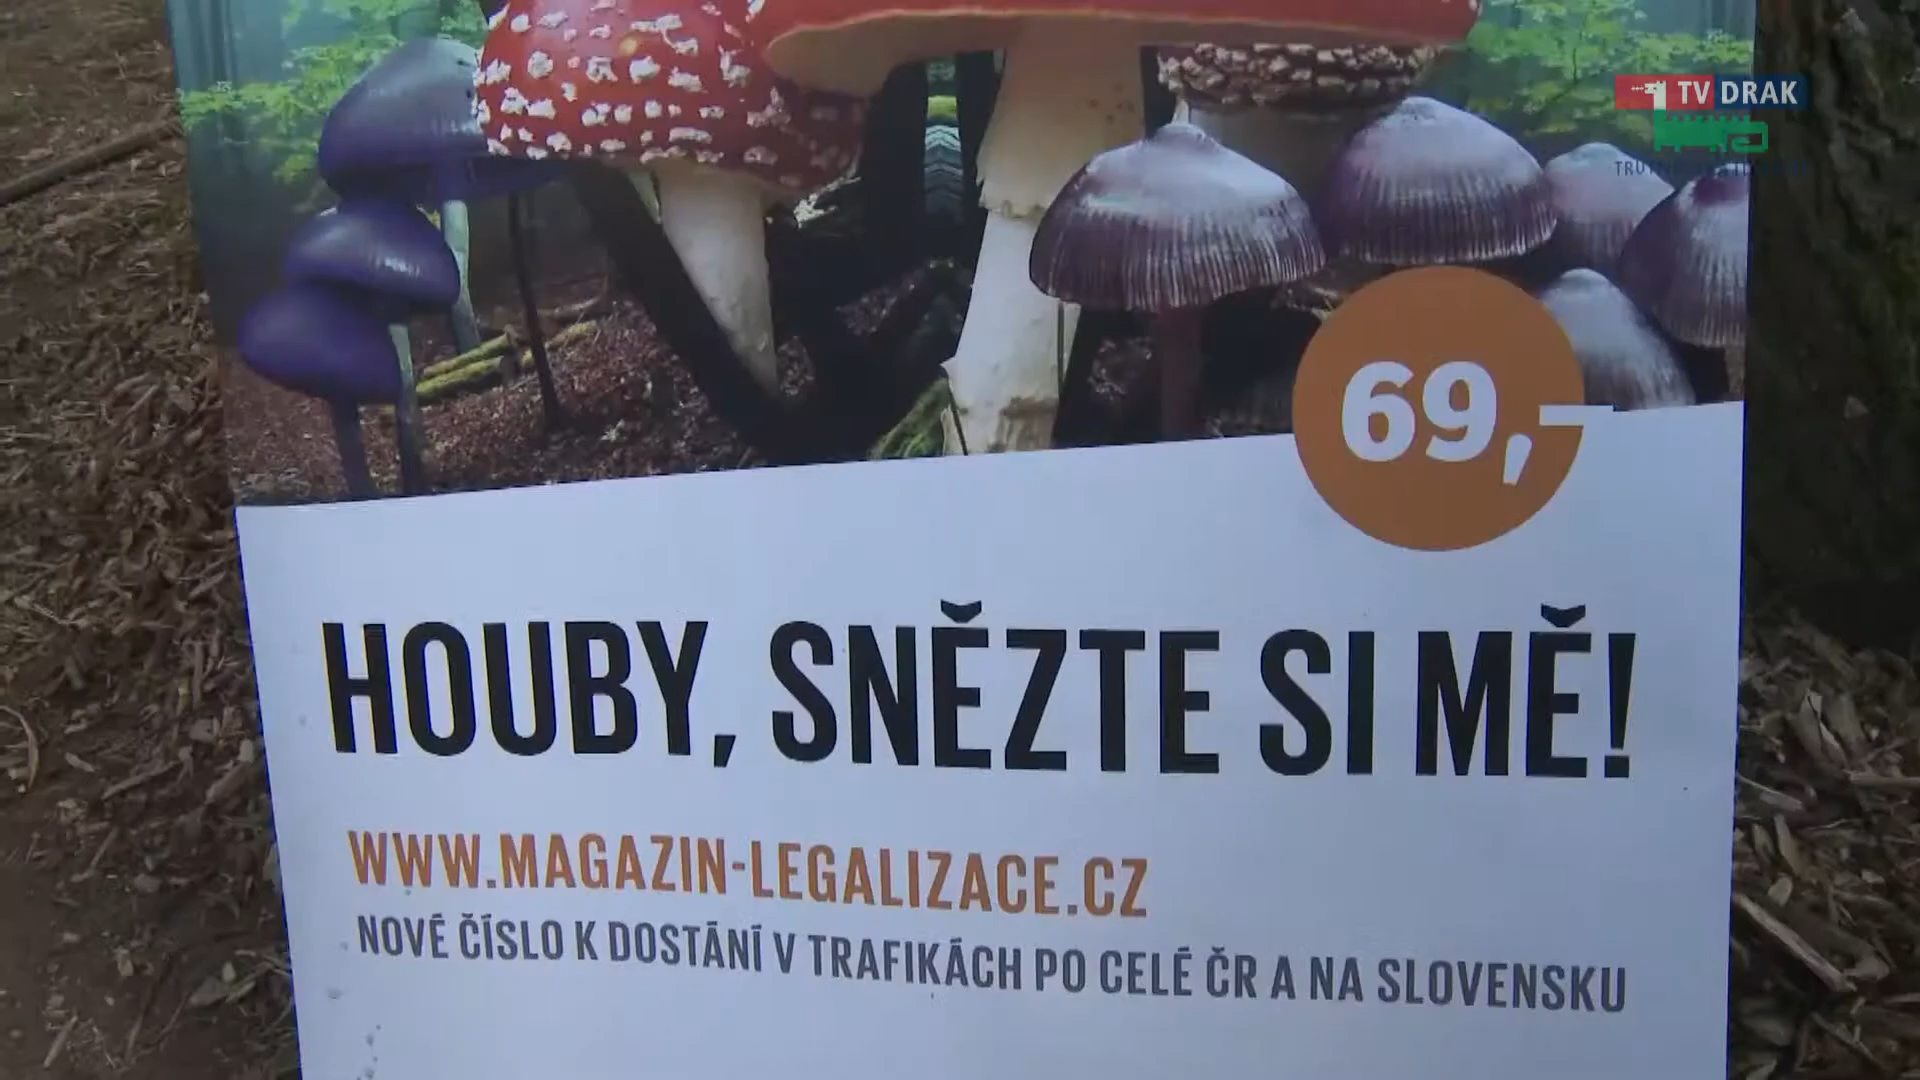 TV DRAK
69,-
HOUBY, SNĚZTE SI MĚ!
WWW.MAGAZIN-LEGALIZACE.CZ
NOVÉ ČÍSLO K DOSTÁNÍ V TRAFIKÁCH PO CELÉ ČR A NA SLOVENSKU